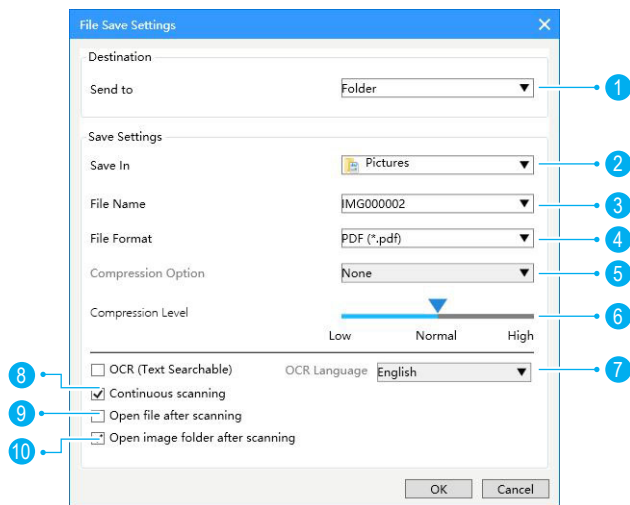 File Save Settings
Destination
Send to Folder 1
Save Settings
Save In Pictures 2
File Name IMG000002 3
File Format PDF (*.pdf) 4
Compression Option None 5
Compression Level 6
Low Normal High
OCR (Text Searchable) OCR Language English 7
8 Continuous scanning
9 Open file after scanning
10 Open image folder after scanning
OK Cancel